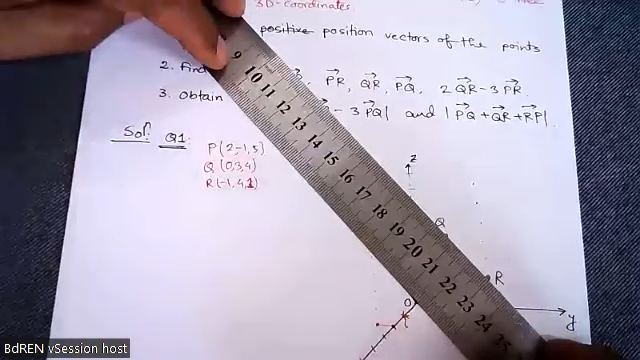 3D-coordinates.
positive position vectors of the points
2. Find PR, QR, PQ, 2QR-3PR.
3. Obtain - 3PQ| and |PQ+QR+RP|.
Sol: Q1: P(2,-1,5)
Q(0,3,4)
R(-1,4,1)
z
Q
R
O
y
9 10 11 12 13 14 15 16 17 18 19 20 21 22 23 24 25
BdREN vSession host